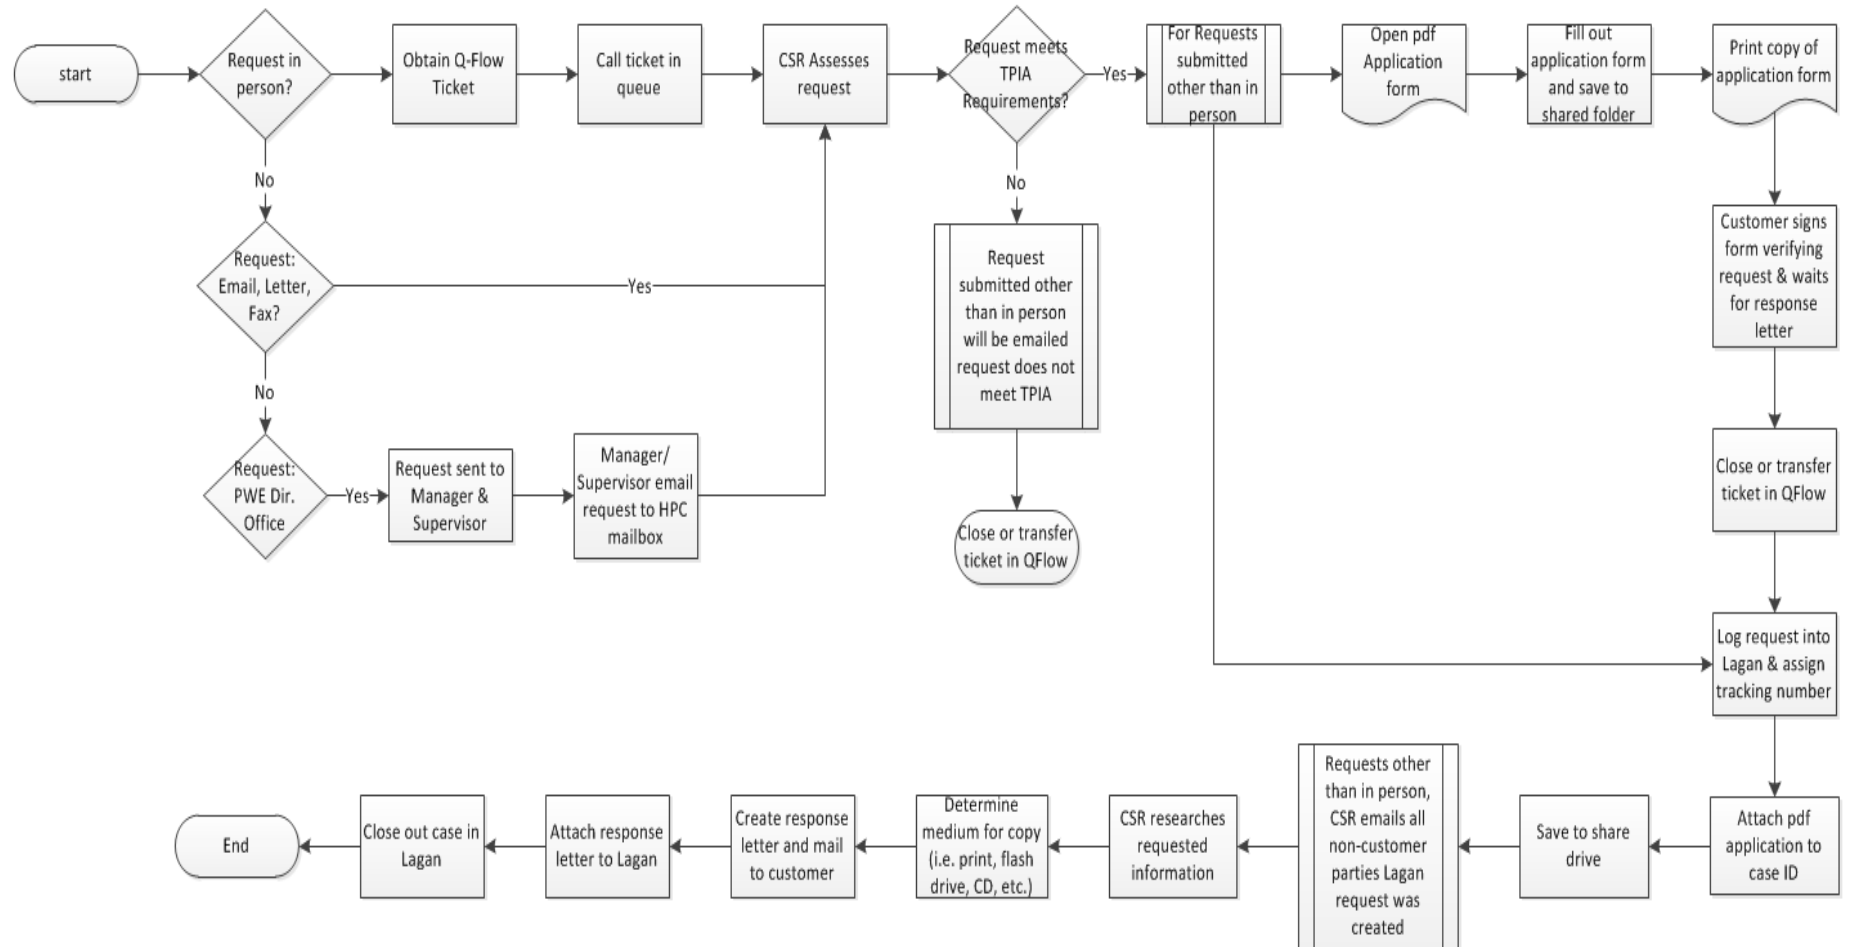 start
Request in
person?
Obtain Q-Flow
Ticket
Call ticket in
queue
CSR Assesses
request
Request meets
TPIA
Requirements?
Yes
For Requests
submitted
other than in
person
Open pdf
Application
form
Fill out
application form
and save to
shared folder
Print copy of
application form
No
No
Request:
Email, Letter,
Fax?
Yes
Request
submitted other
than in person
will be emailed
request does not
meet TPIA
Customer signs
form verifying
request & waits
for response
letter
No
Request:
PWE Dir.
Office
Yes
Request sent to
Manager &
Supervisor
Manager/
Supervisor email
request to HPC
mailbox
Close or transfer
ticket in QFlow
Close or transfer
ticket in QFlow
Log request into
Lagan & assign
tracking number
Attach pdf
application to
case ID
Save to share
drive
Requests other
than in person,
CSR emails all
non-customer
parties Lagan
request was
created
CSR researches
requested
information
Determine
medium for copy
(i.e. print, flash
drive, CD, etc.)
Create response
letter and mail
to customer
Attach response
letter to Lagan
Close out case in
Lagan
End